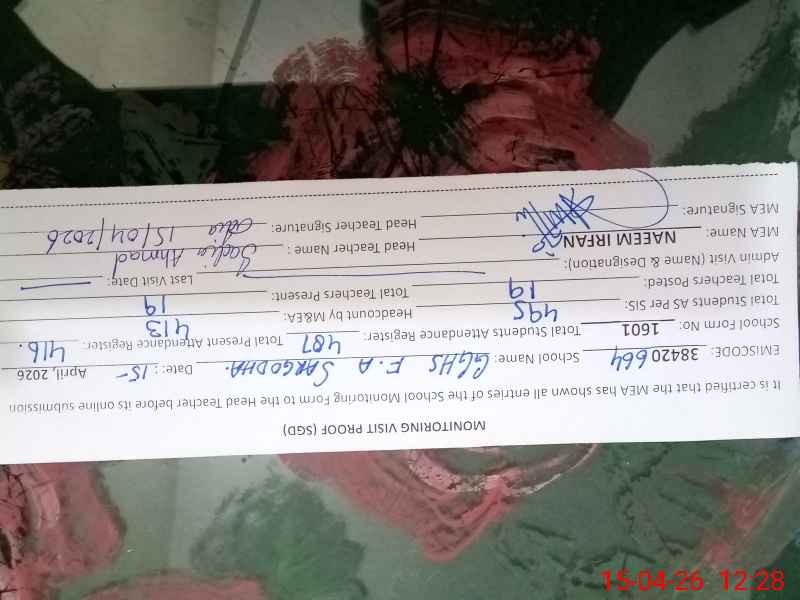 MONITORING VISIT PROOF (SGD)
It is certified that the MEA has shown all entries of the School Monitoring Form to the Head Teacher before its online submission
EMISCODE: 38420664 School Name: GGHS F.A SARGODHA. Date: 15- April, 2026
School Form No: 1601 Total Students Attendance Register: 487 Total Present Attendance Register: 416.
Total Students AS Per SIS: 495 Headcount by M&EA: 413
Total Teachers Posted: 19 Total Teachers Present: 19
Admin Visit (Name & Designation): Last Visit Date:
MEA Name: NAEEM IRFAN Head Teacher Name: Sadia Ahmad
MEA Signature: Head Teacher Signature: 15/04/2026
15-04-26 12:28